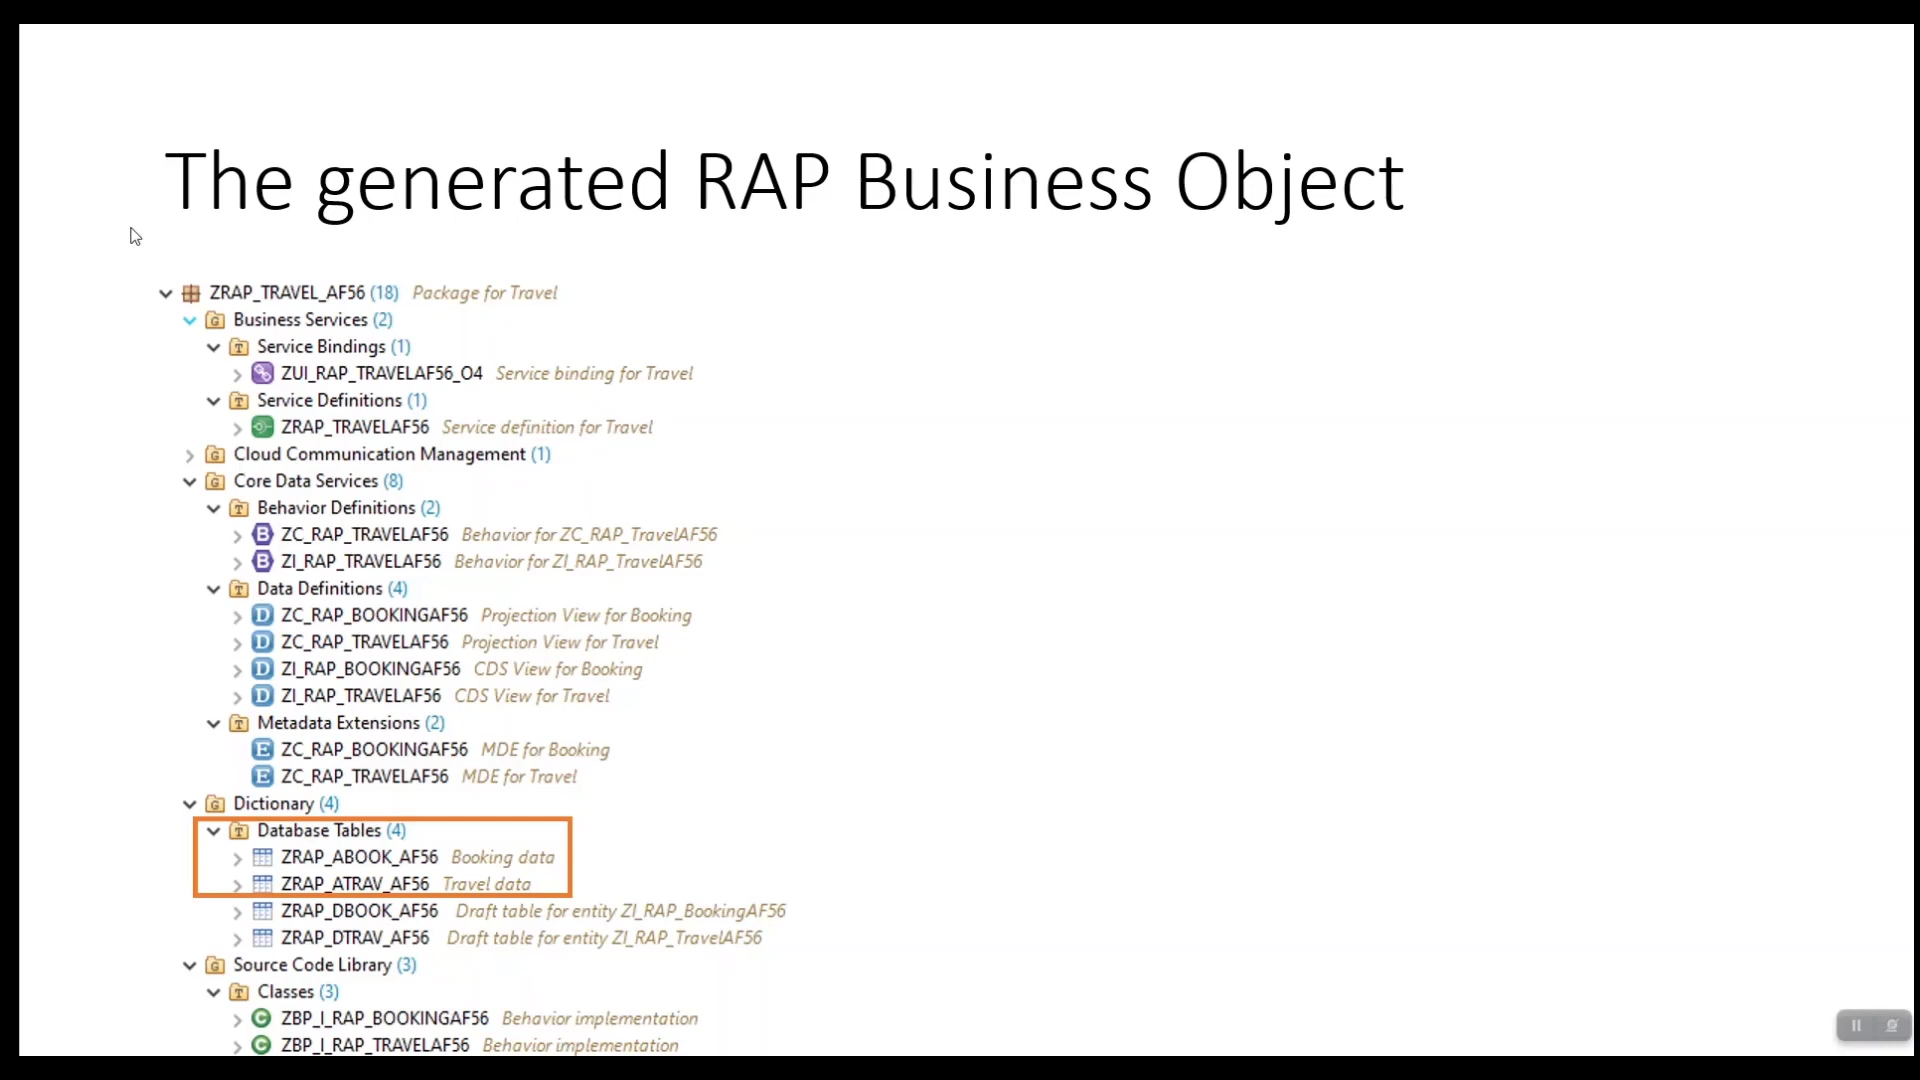 The generated RAP Business Object
ZRAP_TRAVEL_AF56 (18) Package for Travel
Business Services (2)
Service Bindings (1)
ZUI_RAP_TRAVELAF56_O4 Service binding for Travel
Service Definitions (1)
ZRAP_TRAVELAF56 Service definition for Travel
Cloud Communication Management (1)
Core Data Services (8)
Behavior Definitions (2)
B ZC_RAP_TRAVELAF56 Behavior for ZC_RAP_TravelAF56
B ZI_RAP_TRAVELAF56 Behavior for ZI_RAP_TravelAF56
Data Definitions (4)
D ZC_RAP_BOOKINGAF56 Projection View for Booking
D ZC_RAP_TRAVELAF56 Projection View for Travel
D ZI_RAP_BOOKINGAF56 CDS View for Booking
D ZI_RAP_TRAVELAF56 CDS View for Travel
Metadata Extensions (2)
E ZC_RAP_BOOKINGAF56 MDE for Booking
E ZC_RAP_TRAVELAF56 MDE for Travel
Dictionary (4)
Database Tables (4)
ZRAP_ABOOK_AF56 Booking data
ZRAP_ATRAV_AF56 Travel data
ZRAP_DBOOK_AF56 Draft table for entity ZI_RAP_BookingAF56
ZRAP_DTRAV_AF56 Draft table for entity ZI_RAP_TravelAF56
Source Code Library (3)
Classes (3)
C ZBP_I_RAP_BOOKINGAF56 Behavior implementation
C ZBP_I_RAP_TRAVELAF56 Behavior implementation